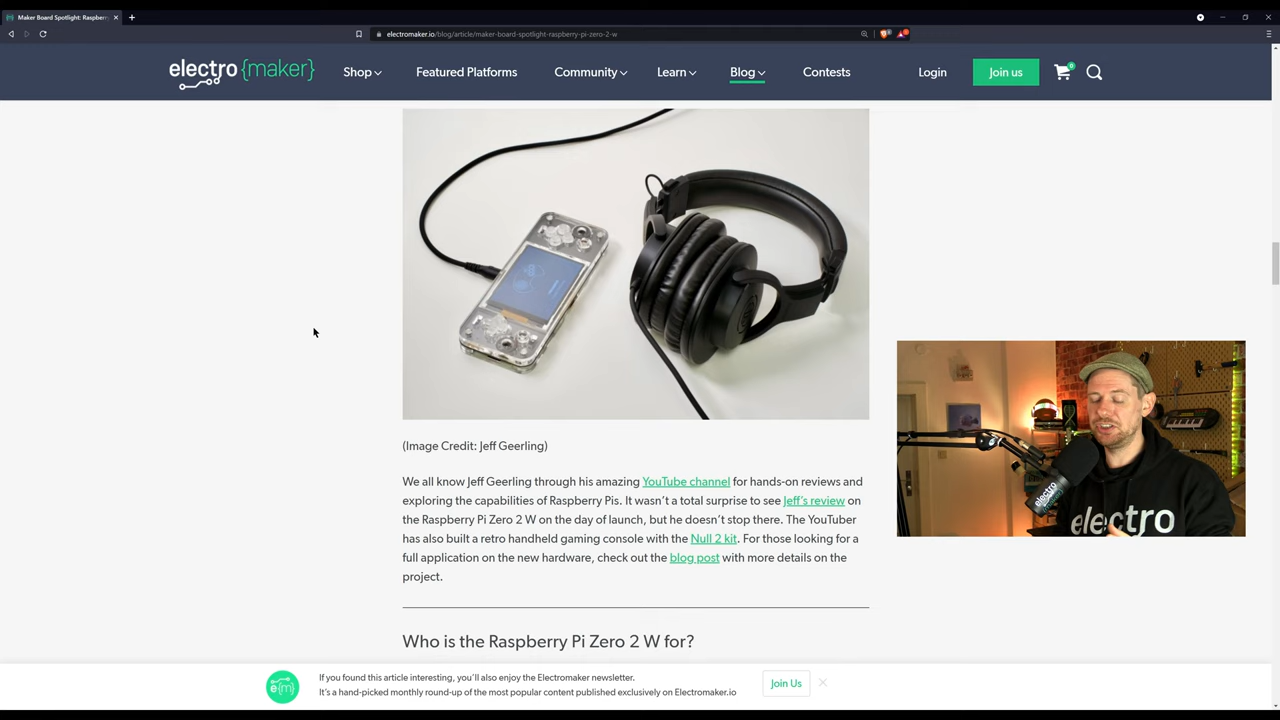 Maker Board Spotlight: Raspberry
electromaker.io/blog/article/maker-board-spotlight-raspberry-pi-zero-2-w
electro{maker}
Shop
Featured Platforms
Community
Learn
Blog
Contests
Login
Join us
0
(Image Credit: Jeff Geerling)
We all know Jeff Geerling through his amazing YouTube channel for hands-on reviews and
exploring the capabilities of Raspberry Pis. It wasn't a total surprise to see Jeff's review on
the Raspberry Pi Zero 2 W on the day of launch, but he doesn't stop there. The YouTuber
has also built a retro handheld gaming console with the Null 2 kit. For those looking for a
full application on the new hardware, check out the blog post with more details on the
project.
electro
electro
Who is the Raspberry Pi Zero 2 W for?
e{m}
If you found this article interesting, you'll also enjoy the Electromaker newsletter.
It's a hand-picked monthly round-up of the most popular content published exclusively on Electromaker.io
Join Us